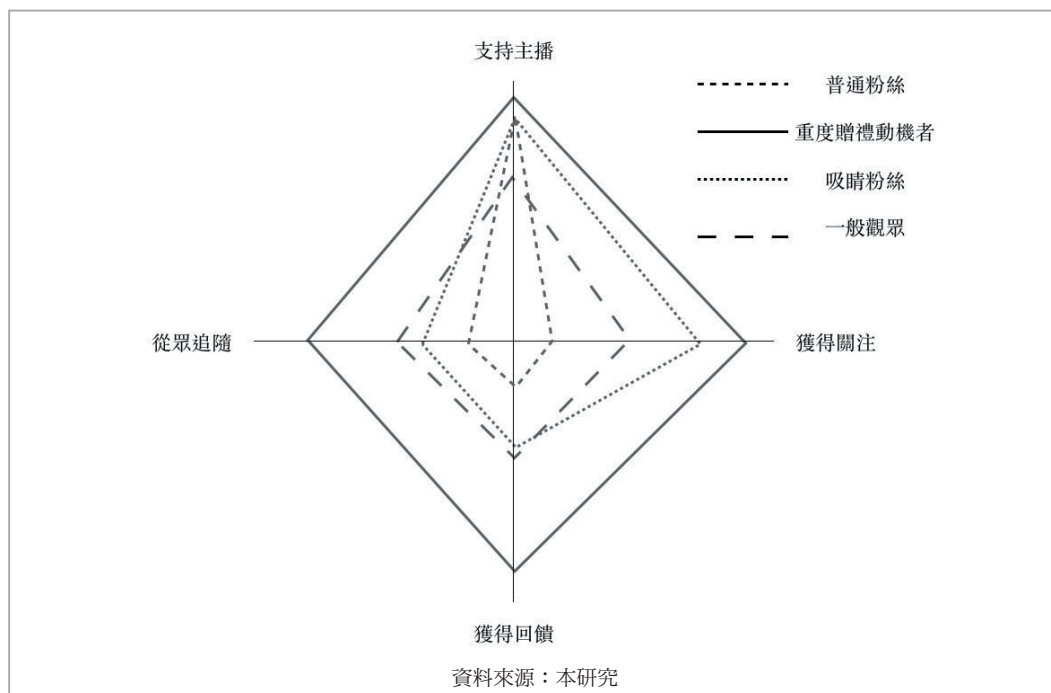 支持主播
普通粉絲
重度贈禮動機者
吸睛粉絲
一般觀眾
從眾追隨
獲得關注
獲得回饋
資料來源：本研究